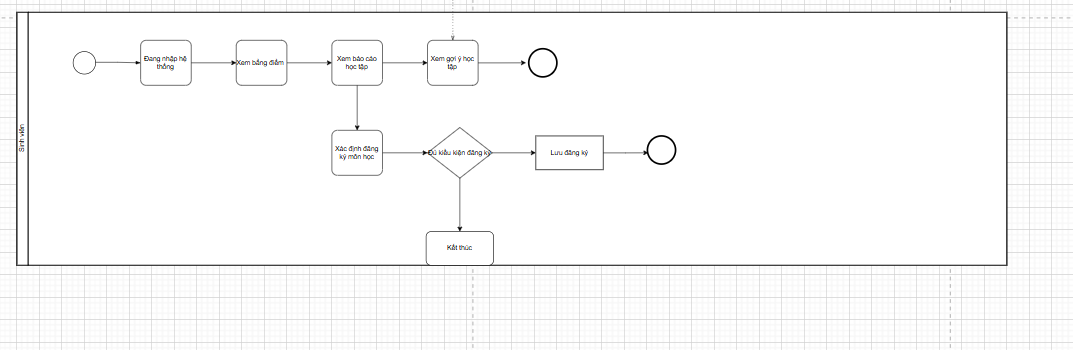 Sinh viên
Đang nhập hệ
thống
Xem bảng điểm
Xem báo cáo
học tập
Xem gợi ý học
tập
Xác định đăng
ký môn học
Đủ kiều kiện đăng ký
Lưu đăng ký
Kết thúc